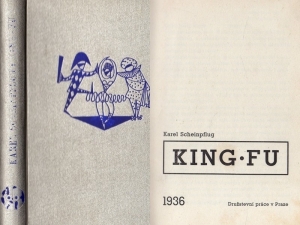 Karel Scheinpflug
KING·FU
1936
Družstevní práce v Praze